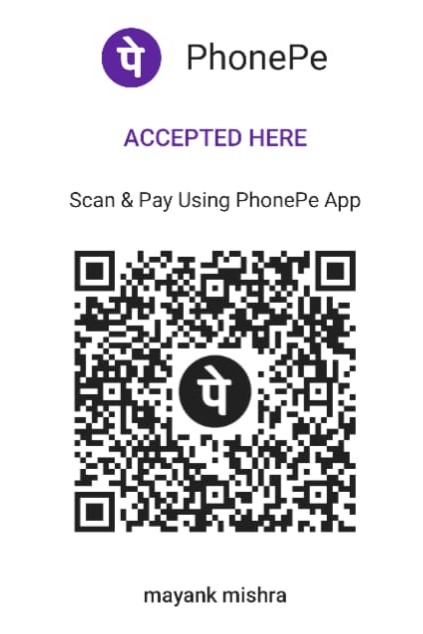 पे PhonePe
ACCEPTED HERE
Scan & Pay Using PhonePe App
पे
mayank mishra